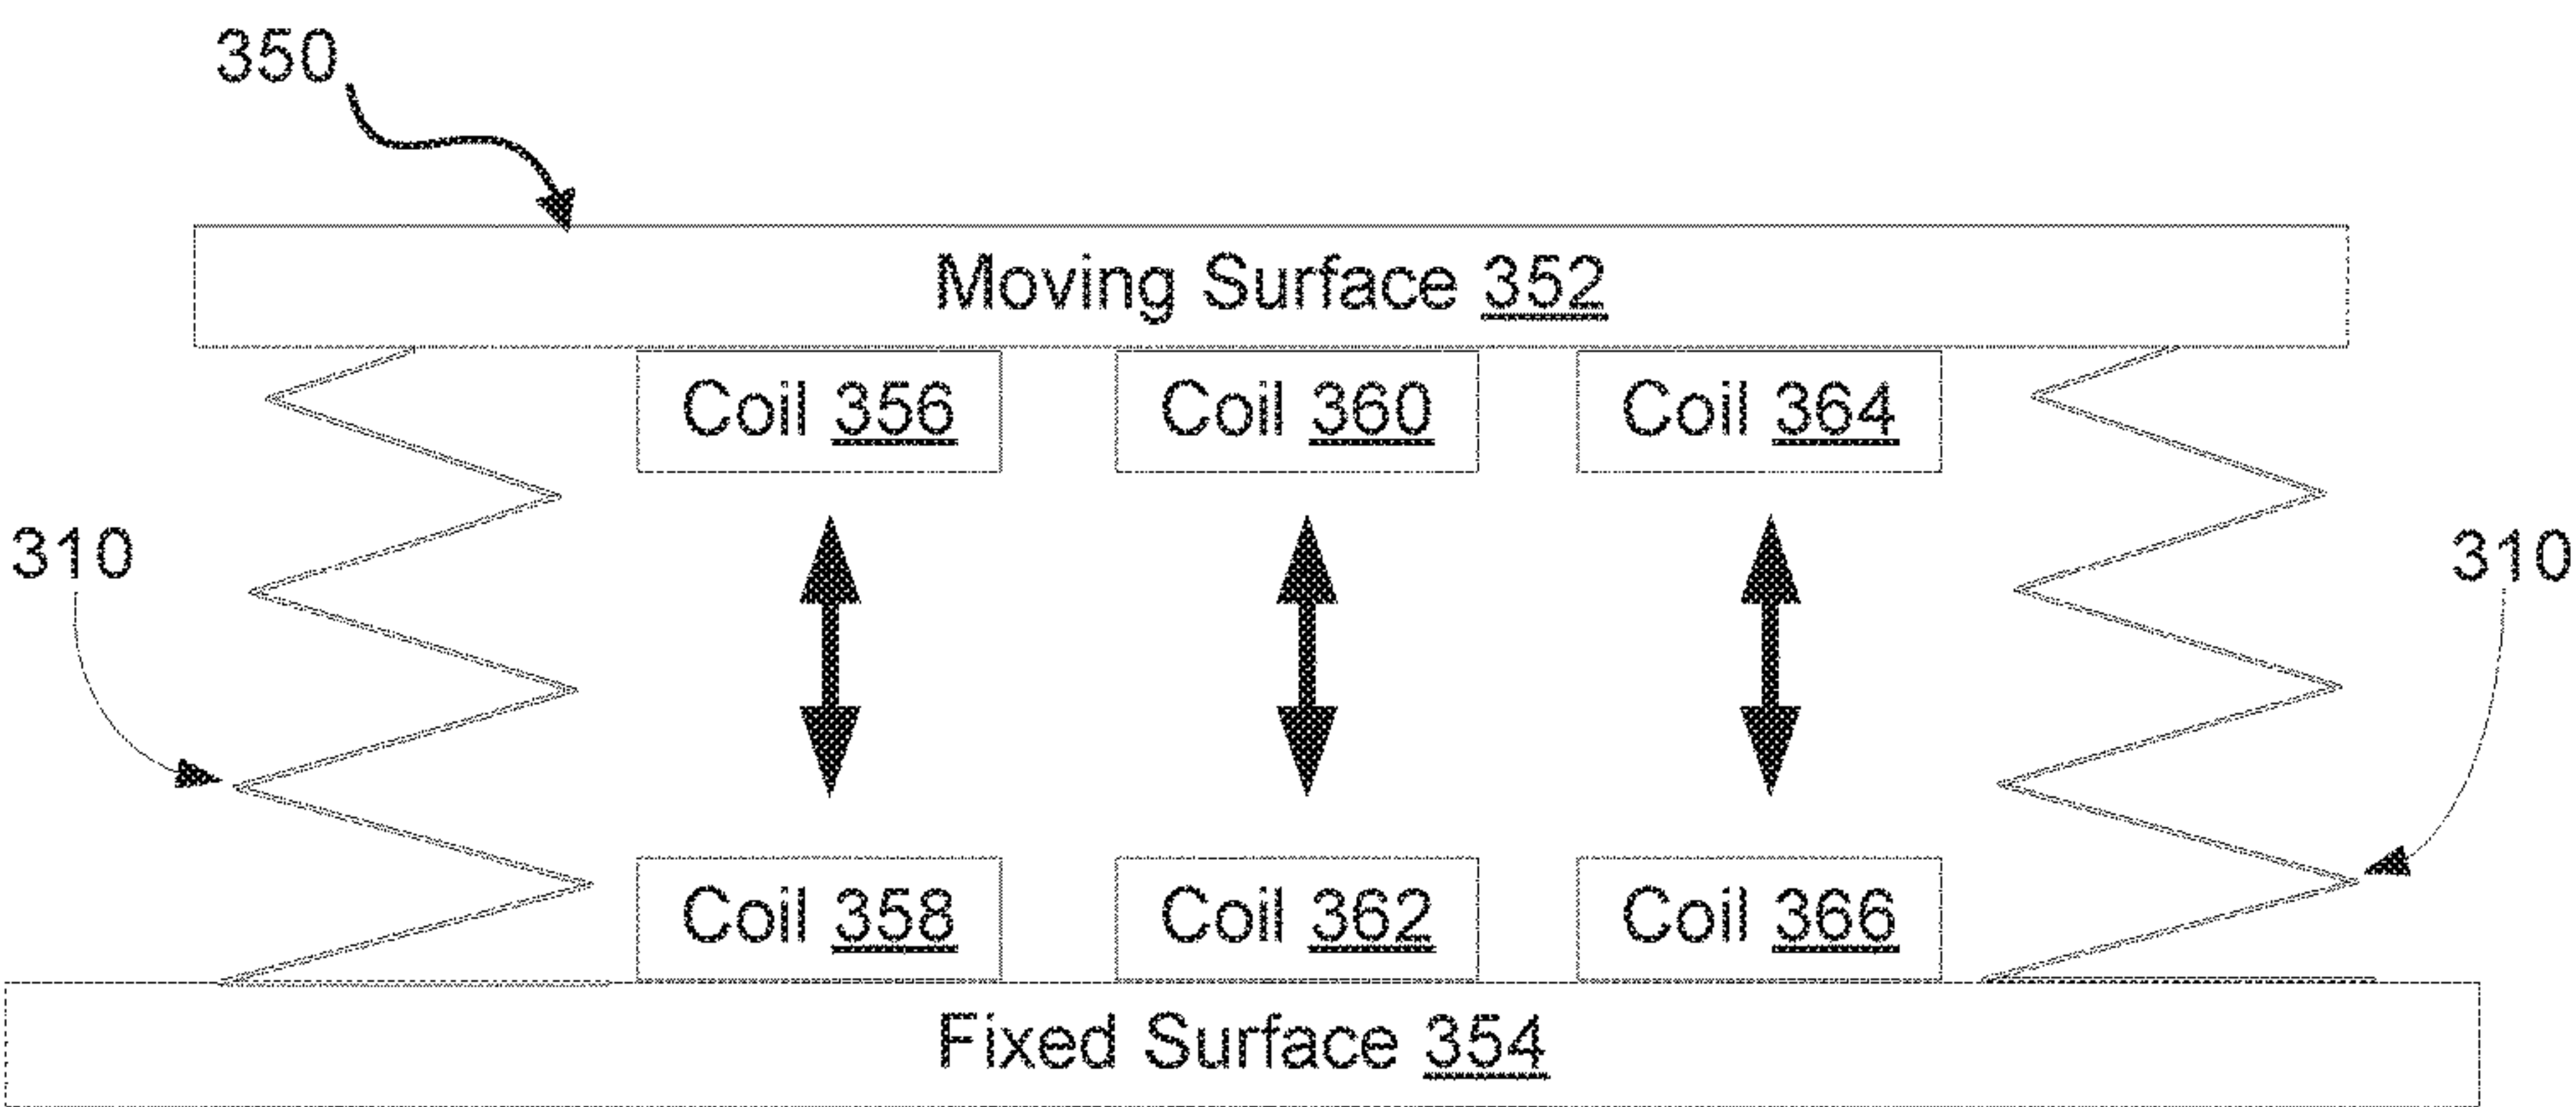 350
Moving Surface 352
Coil 356
Coil 360
Coil 364
310
310
Coil 358
Coil 362
Coil 366
Fixed Surface 354